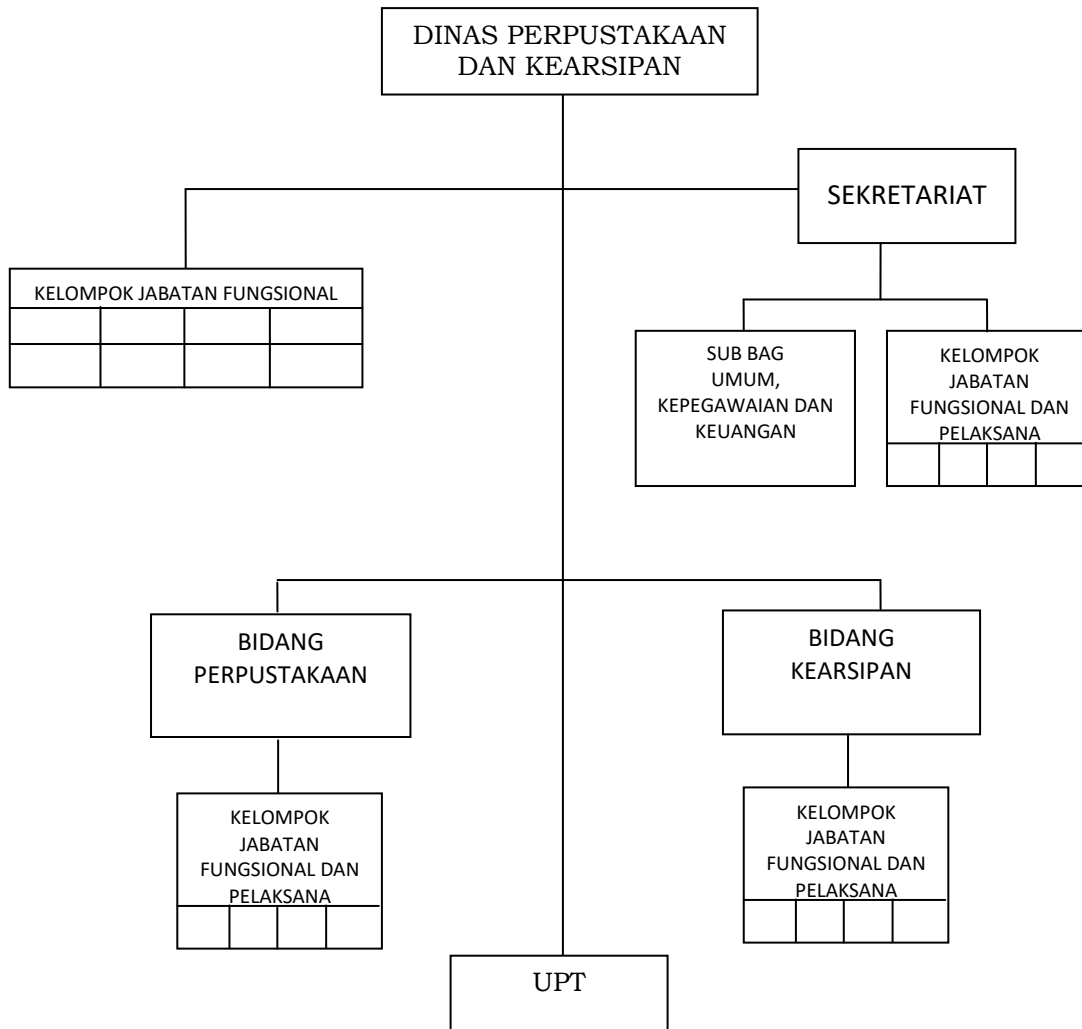 DINAS PERPUSTAKAAN
DAN KEARSIPAN
SEKRETARIAT
KELOMPOK JABATAN FUNGSIONAL
SUB BAG
UMUM,
KEPEGAWAIAN DAN
KEUANGAN
KELOMPOK
JABATAN
FUNGSIONAL DAN
PELAKSANA
BIDANG
PERPUSTAKAAN
BIDANG
KEARSIPAN
KELOMPOK
JABATAN
FUNGSIONAL DAN
PELAKSANA
KELOMPOK
JABATAN
FUNGSIONAL DAN
PELAKSANA
UPT